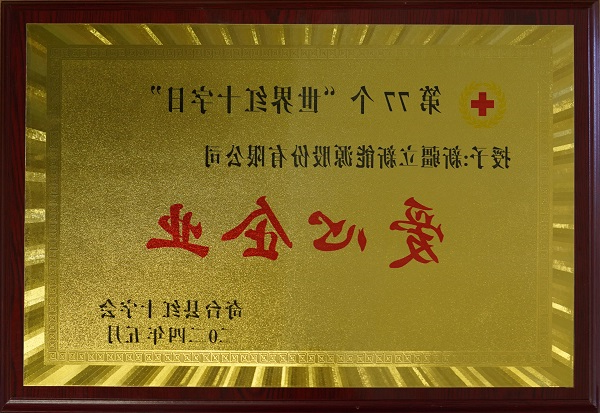 第77个“世界红十字日”
授予:新疆立新能源股份有限公司
爱心企业
奇台县红十字会
二0二四年五月